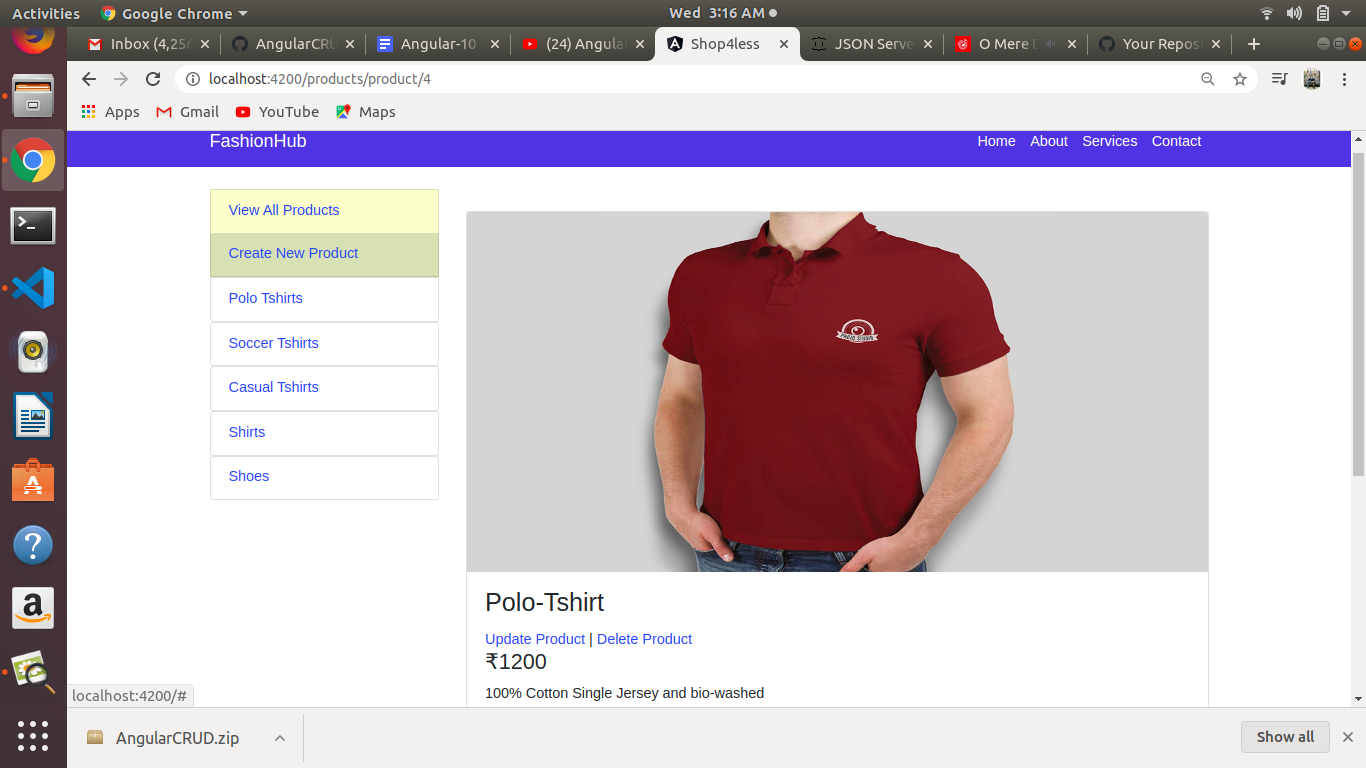 Activities Google Chrome Wed 3:16 AM
Inbox (4,256 AngularCRU Angular-10- (24) Angula Shop4less JSON Serve O Mere Your Repos
localhost:4200/products/product/4
Apps Gmail YouTube Maps
FashionHub Home About Services Contact
View All Products
Create New Product
Polo Tshirts
Soccer Tshirts
Casual Tshirts
Shirts
Shoes
Polo-Tshirt
Update Product | Delete Product
₹1200
100% Cotton Single Jersey and bio-washed
localhost:4200/#
AngularCRUD.zip Show all